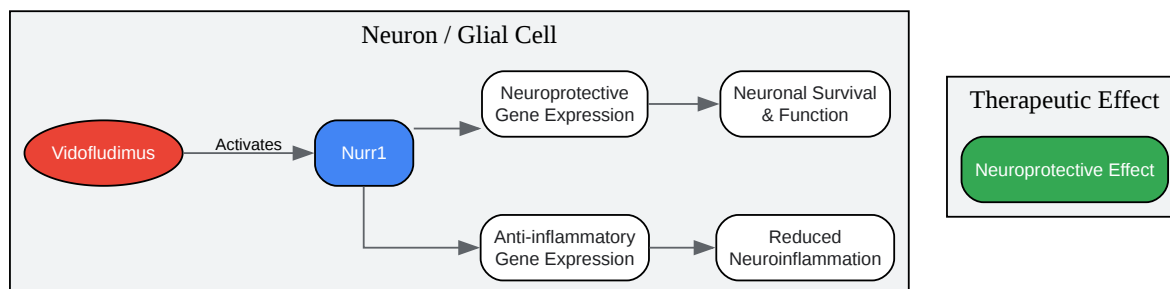 Neuron / Glial Cell
Vidofludimus
Activates
Nurr1
Neuroprotective
Gene Expression
Neuronal Survival
& Function
Anti-inflammatory
Gene Expression
Reduced
Neuroinflammation
Therapeutic Effect
Neuroprotective Effect